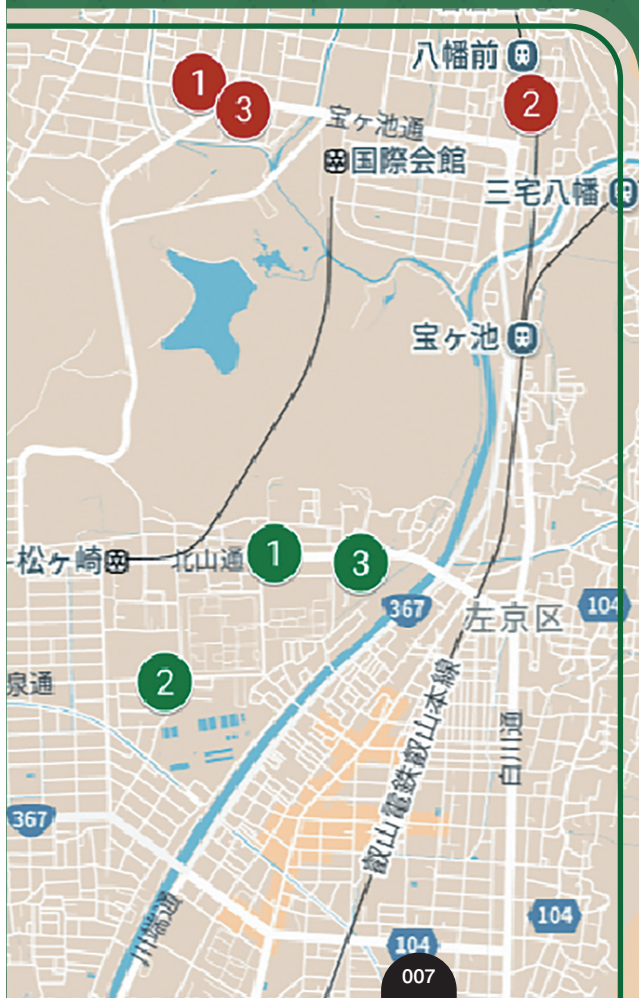 八幡前
1
3
2
宝ヶ池通
国際会館
三宅八幡
宝ヶ池
松ヶ崎
北山通
1
3
367
104
左京区
2
泉通
叡山電鉄叡山本線
白川通
367
高野川
104
104
007